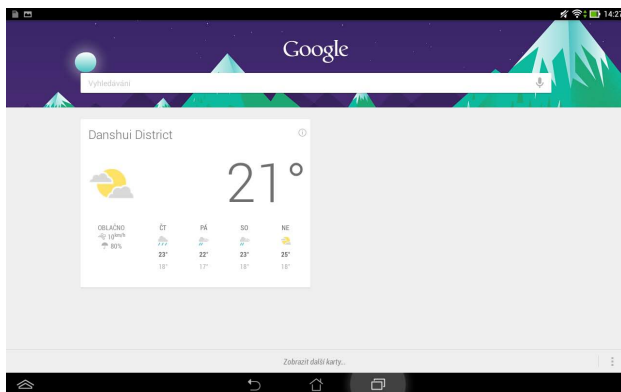 14:27
Google
Vyhledávání
Danshui District
21°
OBLAČNO ČT PÁ SO NE
10km/h
80%
23° 22° 23° 25°
18° 17° 18° 18°
Zobrazit další karty...